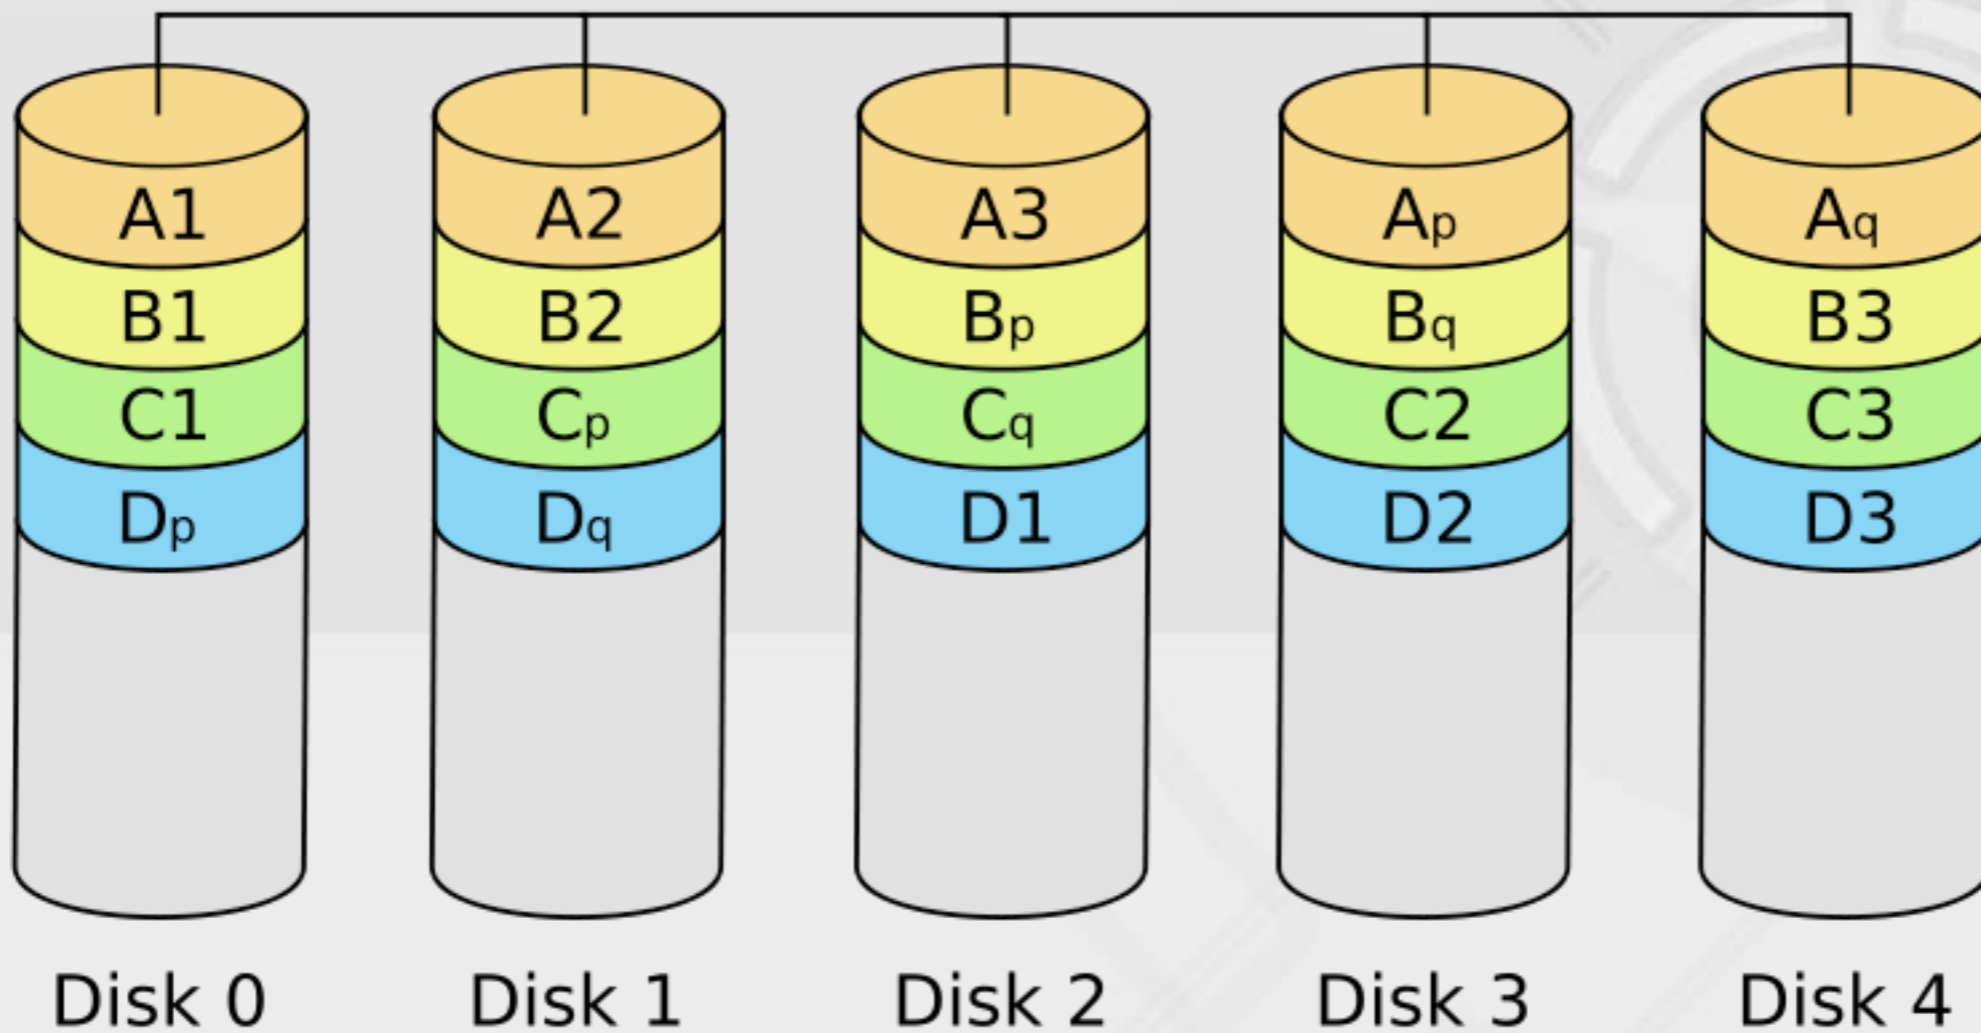 A1 A2 A3 Ap Aq
B1 B2 Bp Bq B3
C1 Cp Cq C2 C3
Dp Dq D1 D2 D3
Disk 0 Disk 1 Disk 2 Disk 3 Disk 4